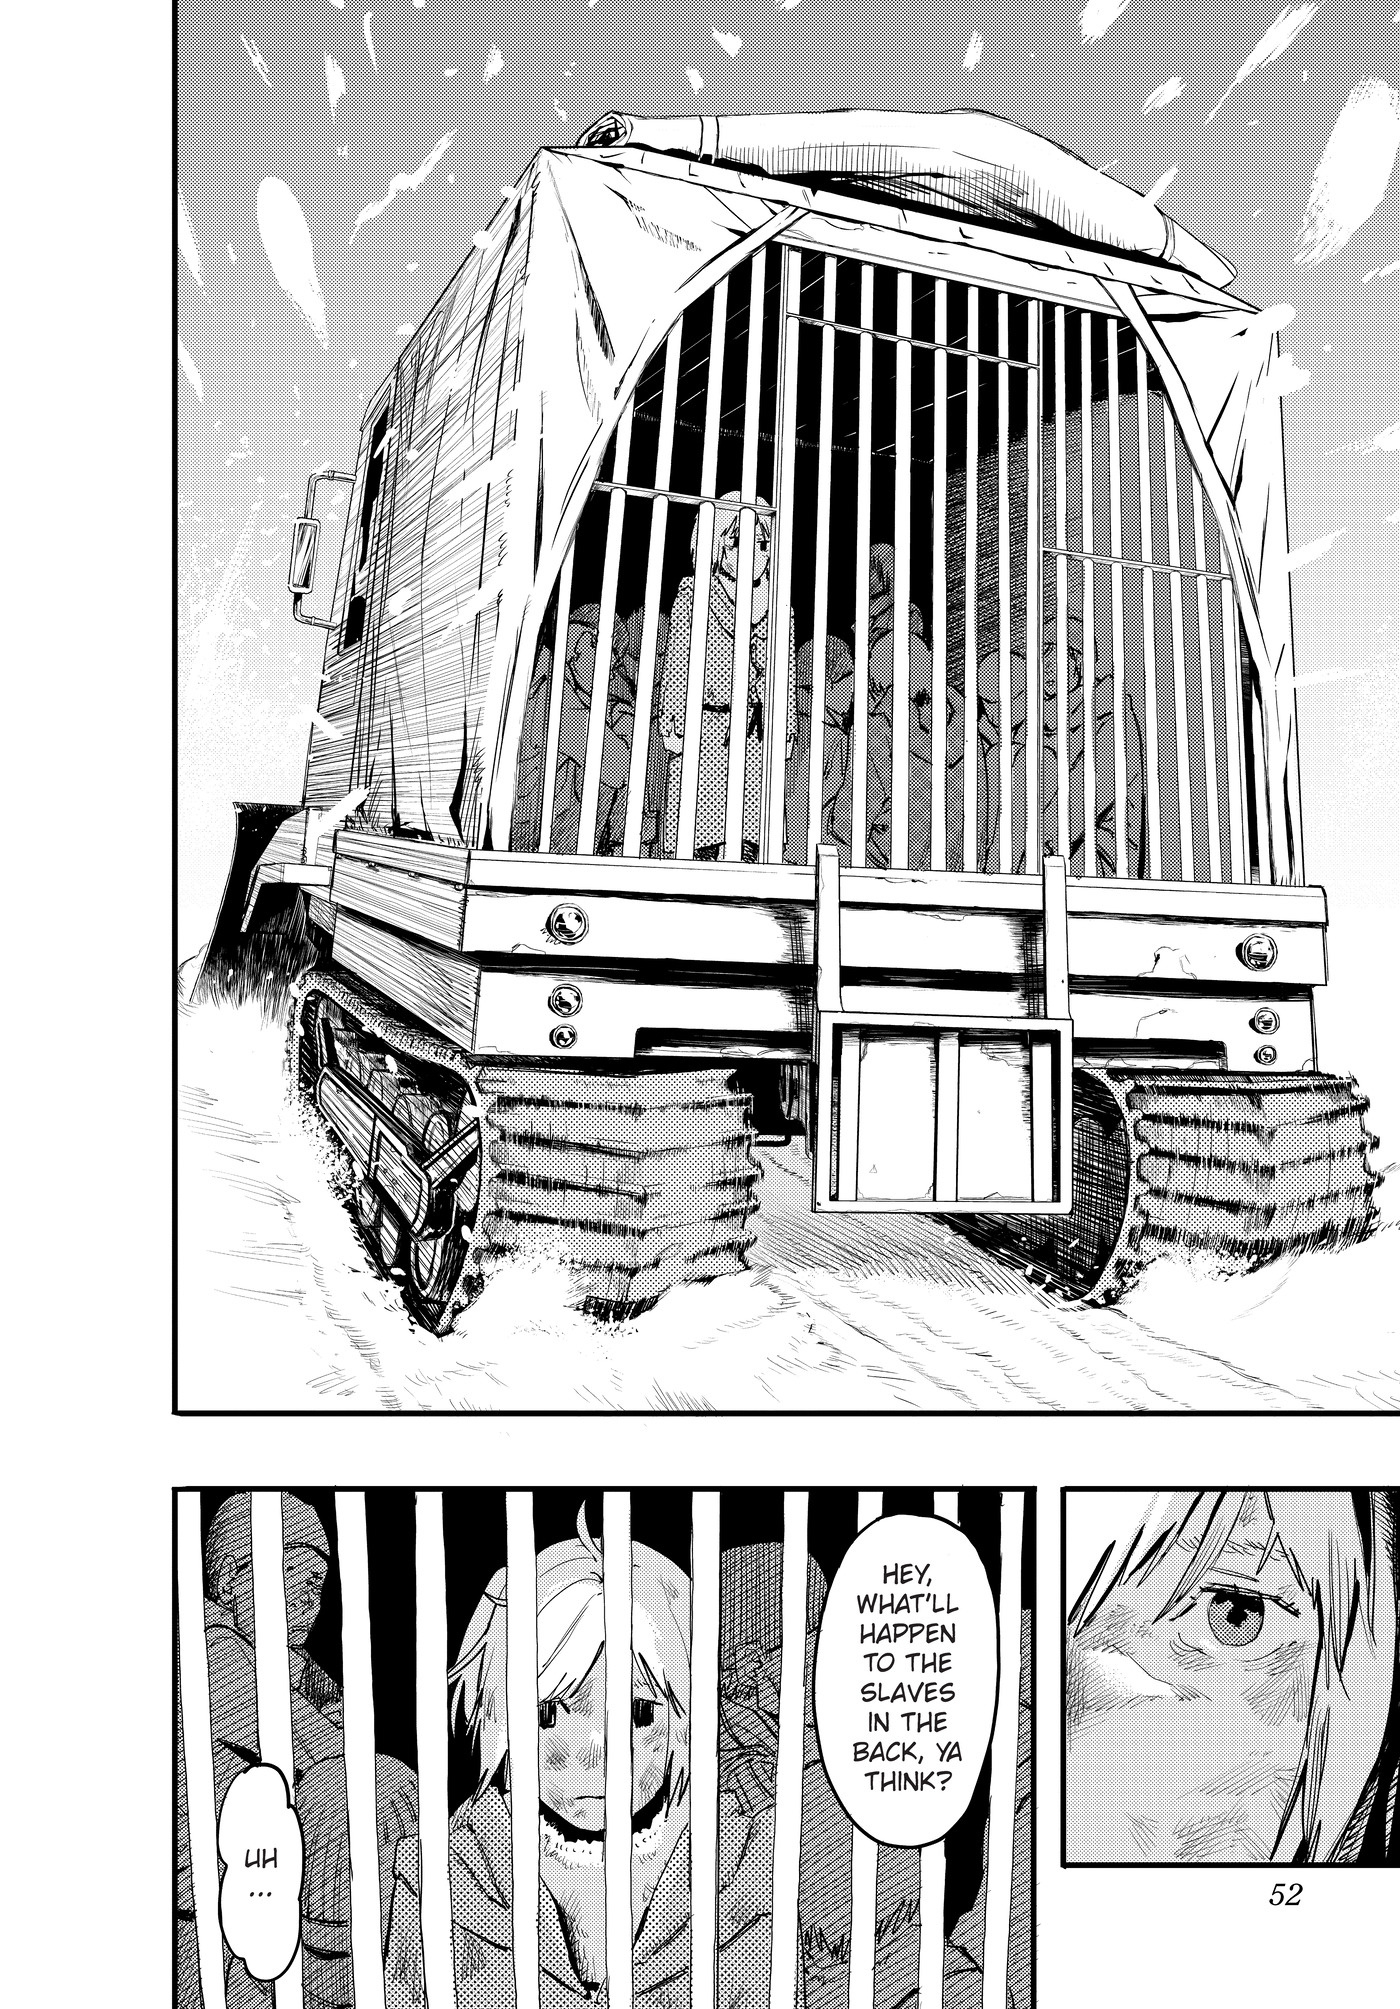 HEY,
WHAT'LL
HAPPEN
TO THE
SLAVES
IN THE
BACK, YA
THINK?
UH
...
52